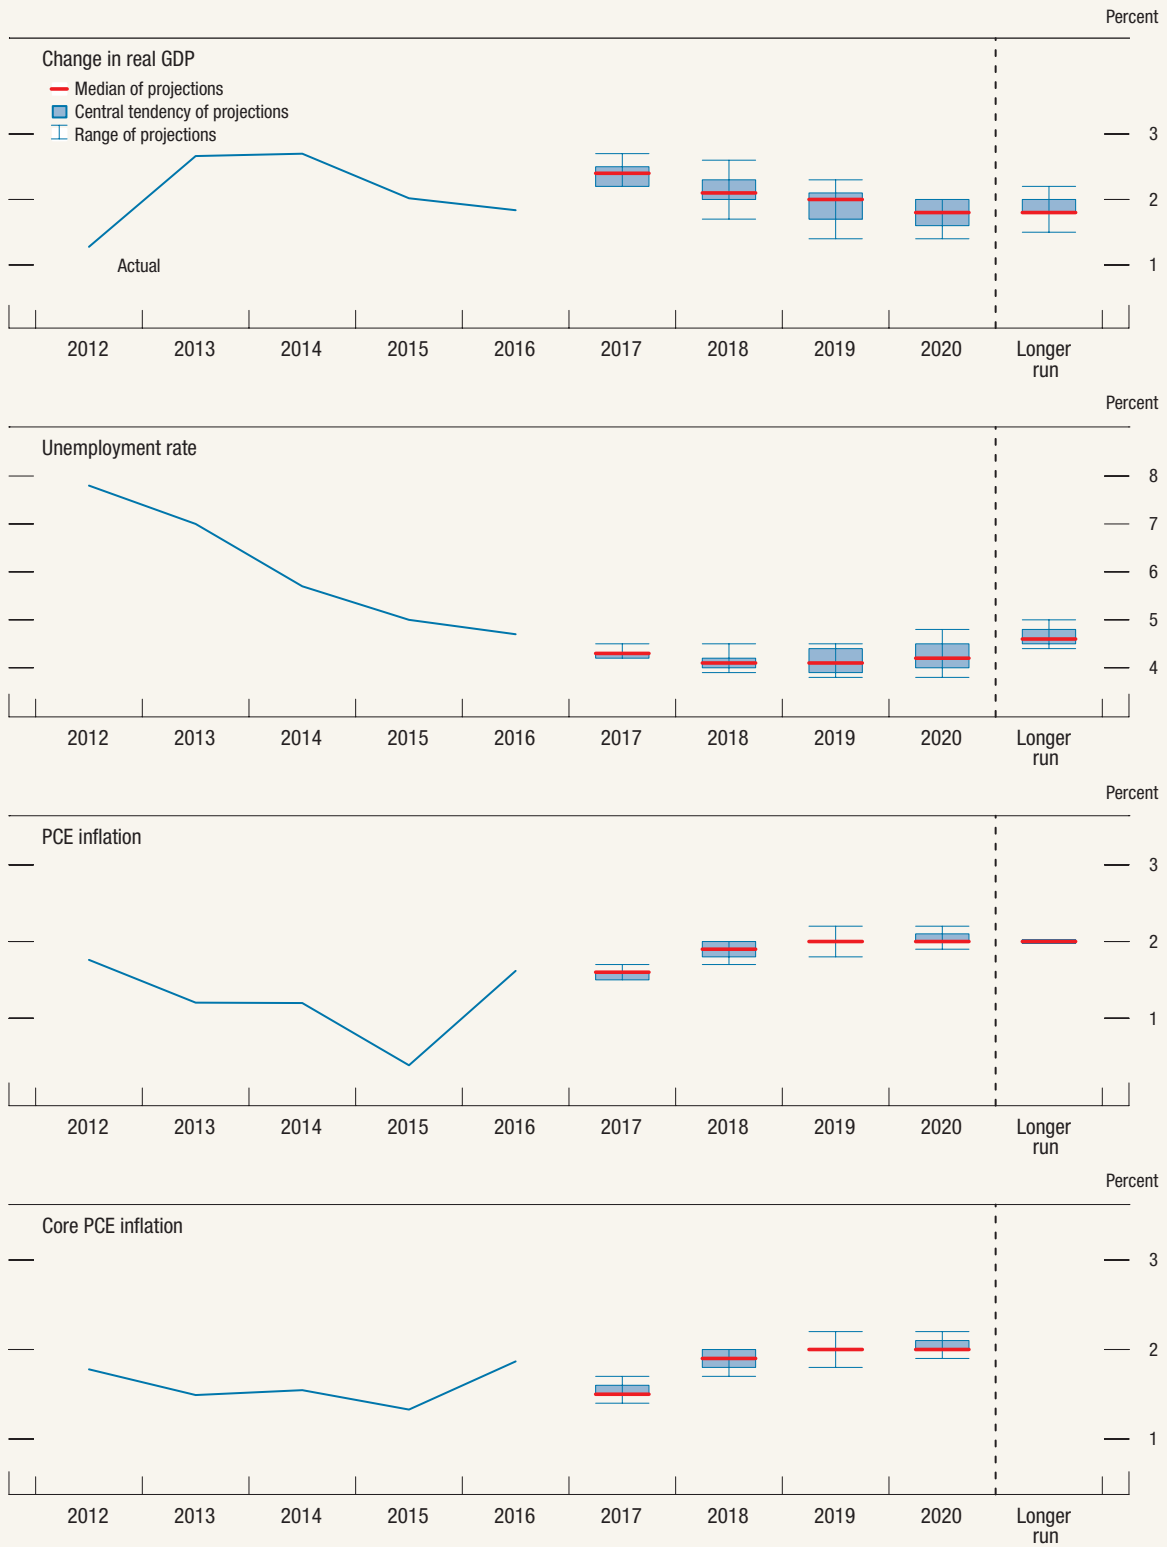 Percent
Change in real GDP
Median of projections
Central tendency of projections
Range of projections
3
2
1
Actual
2012 2013 2014 2015 2016 2017 2018 2019 2020 Longer
run
Percent
Unemployment rate
8
7
6
5
4
2012 2013 2014 2015 2016 2017 2018 2019 2020 Longer
run
Percent
PCE inflation
3
2
1
2012 2013 2014 2015 2016 2017 2018 2019 2020 Longer
run
Percent
Core PCE inflation
3
2
1
2012 2013 2014 2015 2016 2017 2018 2019 2020 Longer
run